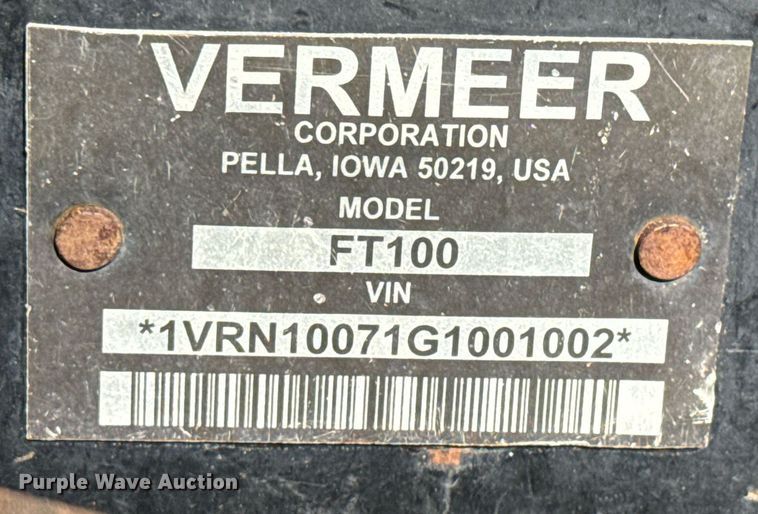 VERMEER
CORPORATION
PELLA, IOWA 50219, USA
MODEL
FT100
VIN
*1VRN10071G1001002*
Purple Wave Auction